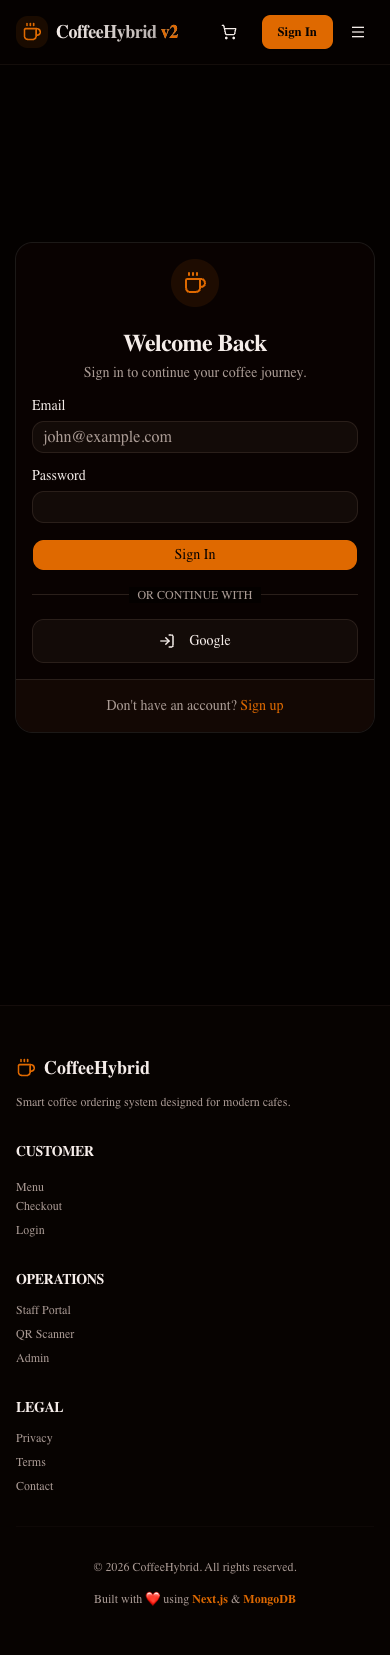 CoffeeHybrid v2
Sign In
Welcome Back
Sign in to continue your coffee journey.
Email
john@example.com
Password
Sign In
OR CONTINUE WITH
Google
Don't have an account? Sign up
CoffeeHybrid
Smart coffee ordering system designed for modern cafes.
CUSTOMER
Menu
Checkout
Login
OPERATIONS
Staff Portal
QR Scanner
Admin
LEGAL
Privacy
Terms
Contact
© 2026 CoffeeHybrid. All rights reserved.
Built with ❤️ using Next.js & MongoDB